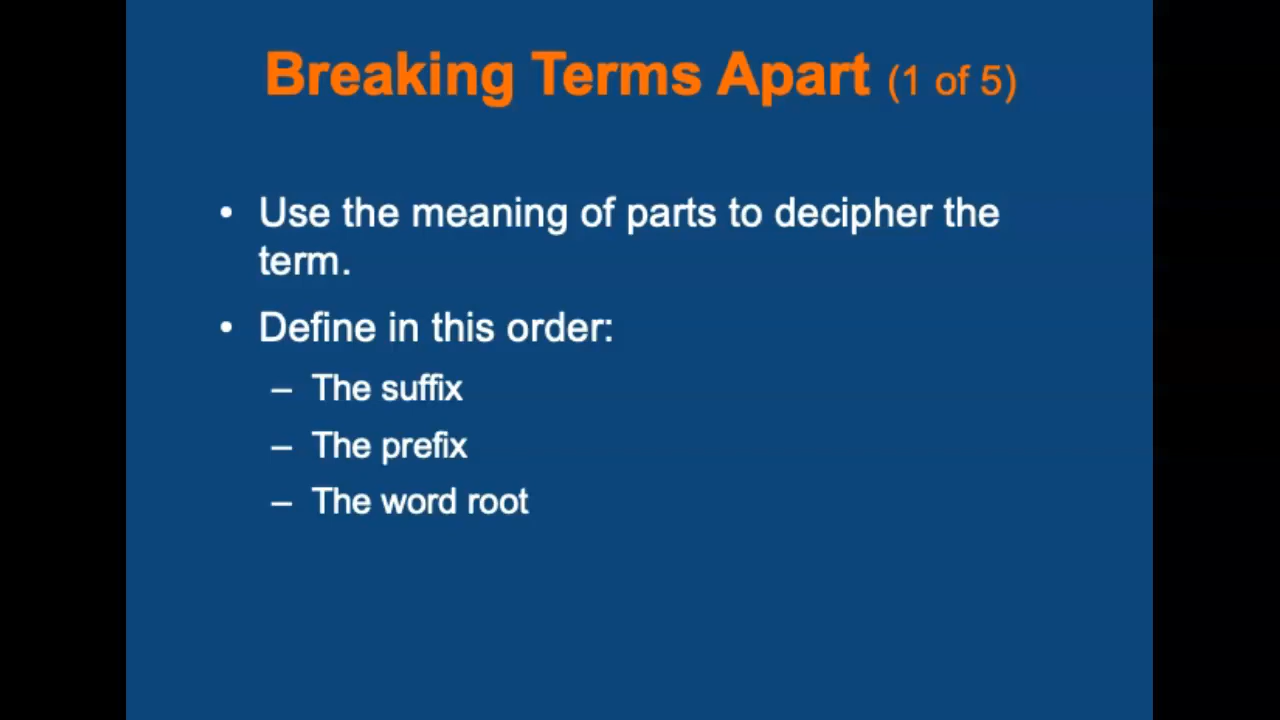 Breaking Terms Apart (1 of 5)
• Use the meaning of parts to decipher the
term.
• Define in this order:
– The suffix
– The prefix
– The word root